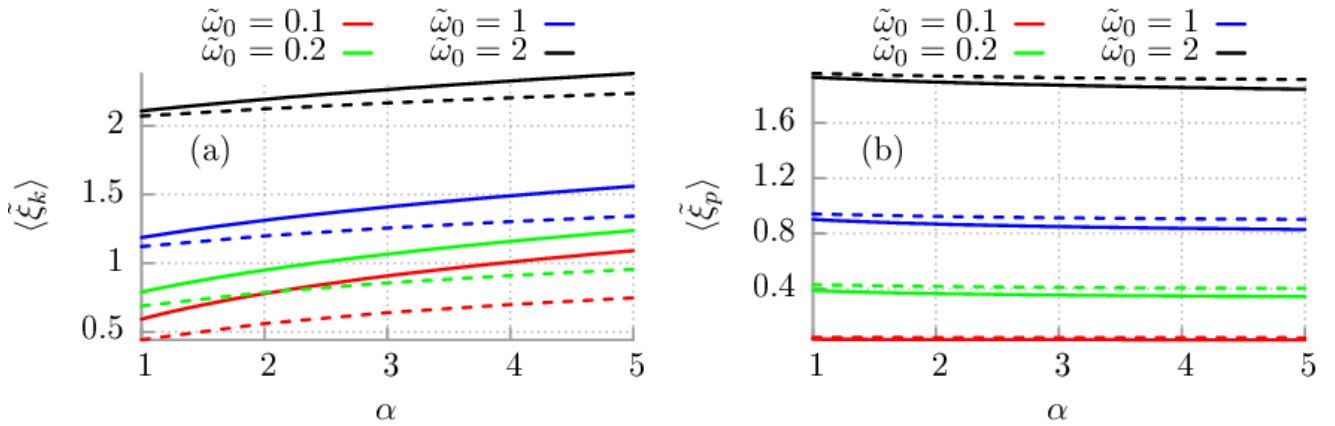 ω̃₀ = 0.1 ω̃₀ = 1
ω̃₀ = 0.2 ω̃₀ = 2
2
1.5
1
0.5
(a)
⟨ξ̃ₖ⟩
1 2 3 4 5
α
ω̃₀ = 0.1 ω̃₀ = 1
ω̃₀ = 0.2 ω̃₀ = 2
1.6
1.2
0.8
0.4
(b)
⟨ξ̃ₚ⟩
1 2 3 4 5
α